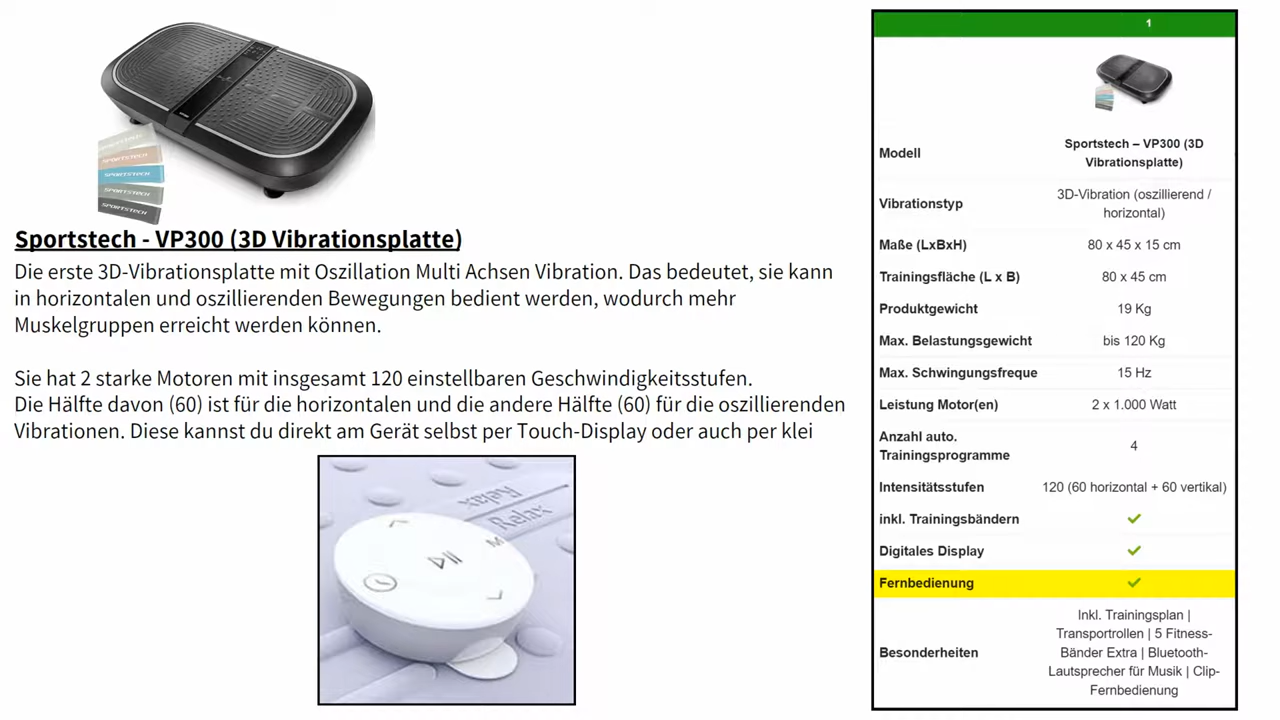 SPORTSTECH
SPORTSTECH
SPORTSTECH
SPORTSTECH
SPORTSTECH
Sportstech - VP300 (3D Vibrationsplatte)
Die erste 3D-Vibrationsplatte mit Oszillation Multi Achsen Vibration. Das bedeutet, sie kann
in horizontalen und oszillierenden Bewegungen bedient werden, wodurch mehr
Muskelgruppen erreicht werden können.
Sie hat 2 starke Motoren mit insgesamt 120 einstellbaren Geschwindigkeitsstufen.
Die Hälfte davon (60) ist für die horizontalen und die andere Hälfte (60) für die oszillierenden
Vibrationen. Diese kannst du direkt am Gerät selbst per Touch-Display oder auch per klei
Relax
Relax
M
1
Modell Sportstech – VP300 (3D
Vibrationsplatte)
Vibrationstyp 3D-Vibration (oszillierend /
horizontal)
Maße (LxBxH) 80 x 45 x 15 cm
Trainingsfläche (L x B) 80 x 45 cm
Produktgewicht 19 Kg
Max. Belastungsgewicht bis 120 Kg
Max. Schwingungsfreque 15 Hz
Leistung Motor(en) 2 x 1.000 Watt
Anzahl auto.
Trainingsprogramme 4
Intensitätsstufen 120 (60 horizontal + 60 vertikal)
inkl. Trainingsbändern
Digitales Display
Fernbedienung
Besonderheiten Inkl. Trainingsplan |
Transportrollen | 5 Fitness-
Bänder Extra | Bluetooth-
Lautsprecher für Musik | Clip-
Fernbedienung